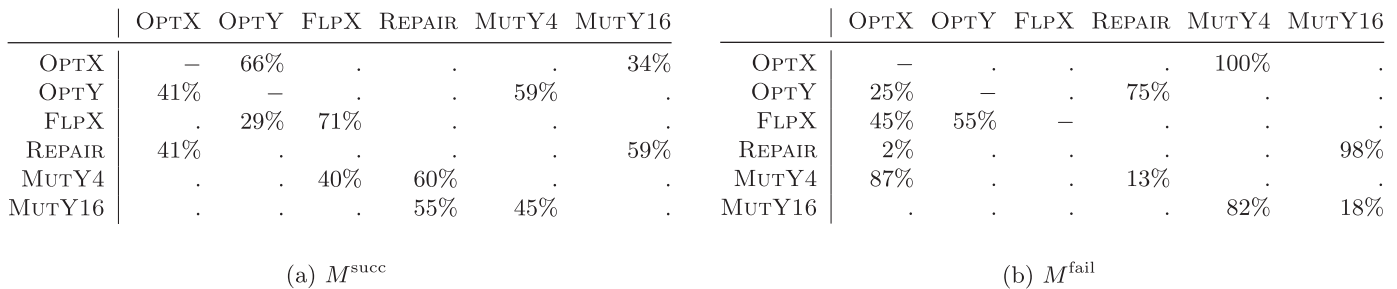 OptX OptY FlpX Repair MutY4 MutY16
OptX – 66% . . . 34%
OptY 41% – . . 59% .
FlpX . 29% 71% . . .
Repair 41% . . . . 59%
MutY4 . . 40% 60% . .
MutY16 . . . 55% 45% .
(a) M^succ
OptX OptY FlpX Repair MutY4 MutY16
OptX – . . . 100% .
OptY 25% – . 75% . .
FlpX 45% 55% – . . .
Repair 2% . . . . 98%
MutY4 87% . . 13% . .
MutY16 . . . . 82% 18%
(b) M^fail